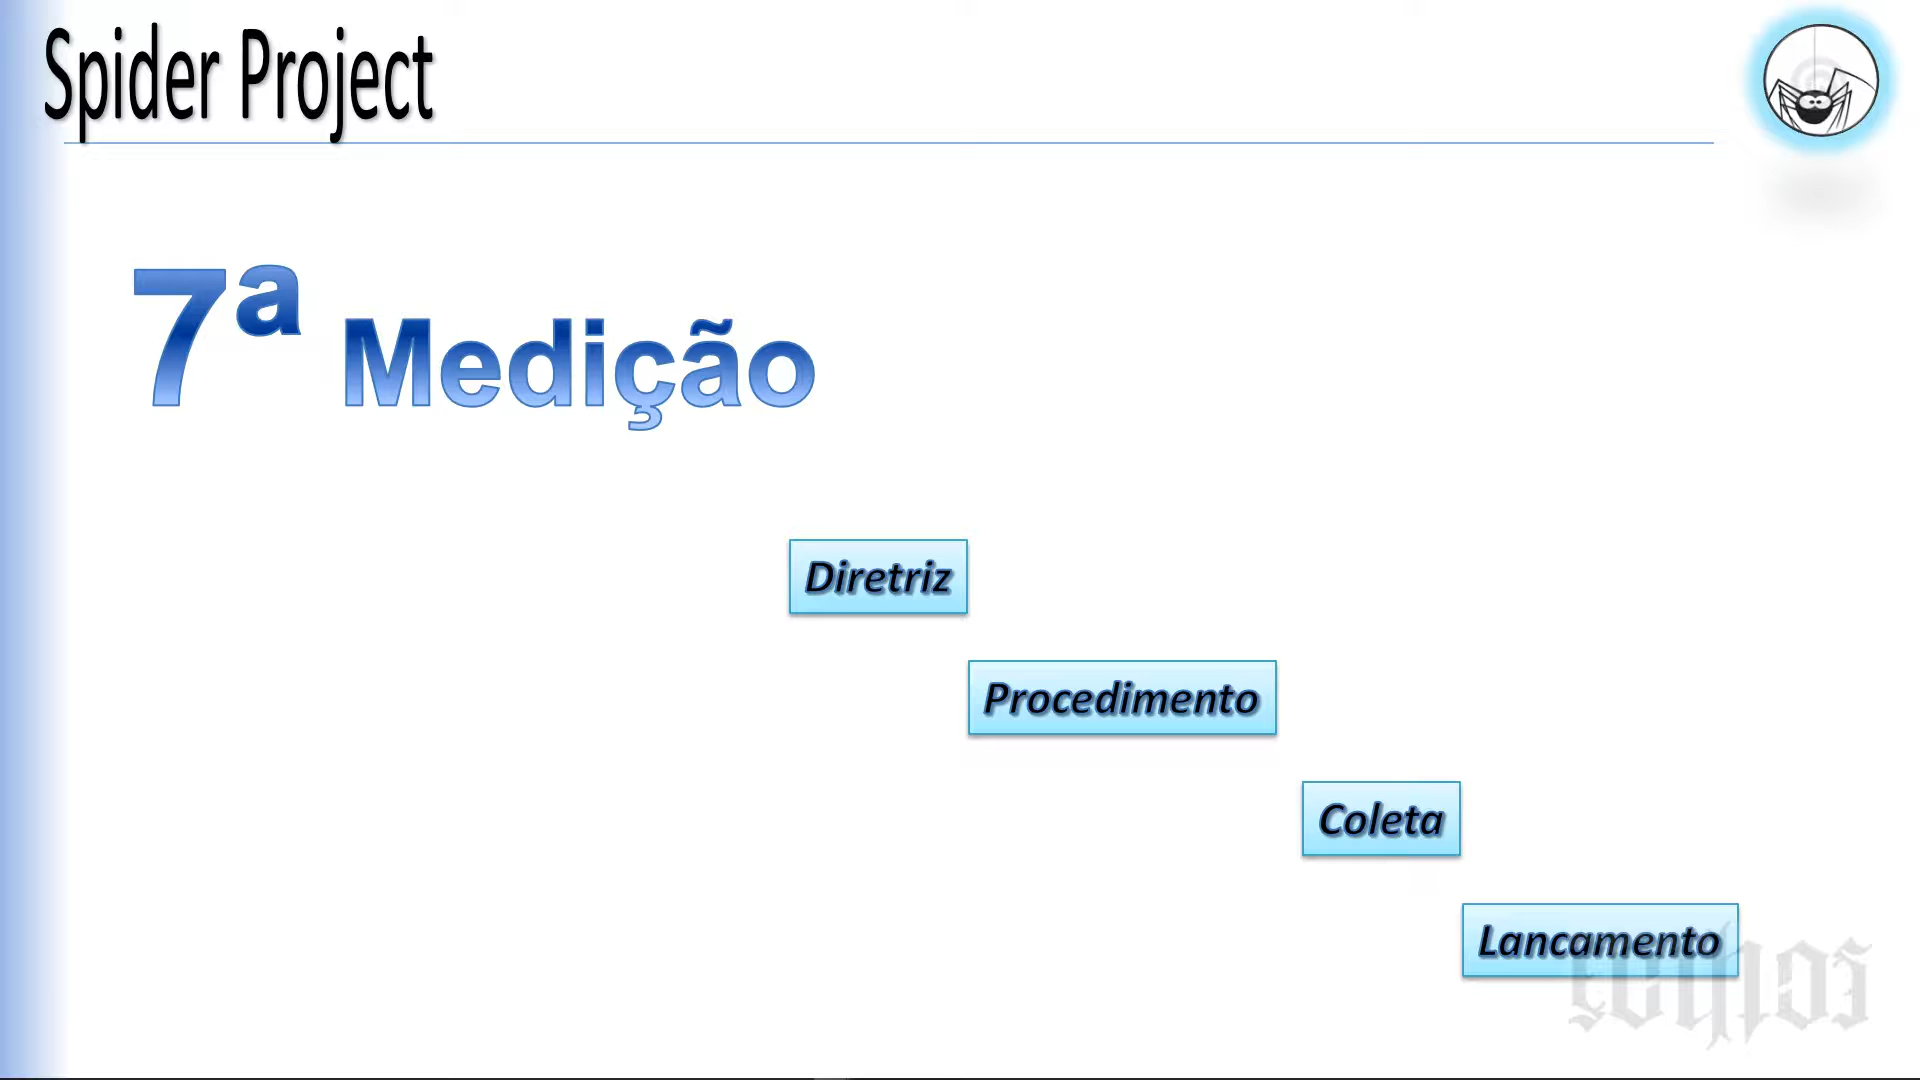 Spider Project
7ª Medição
Diretriz
Procedimento
Coleta
Lancamento